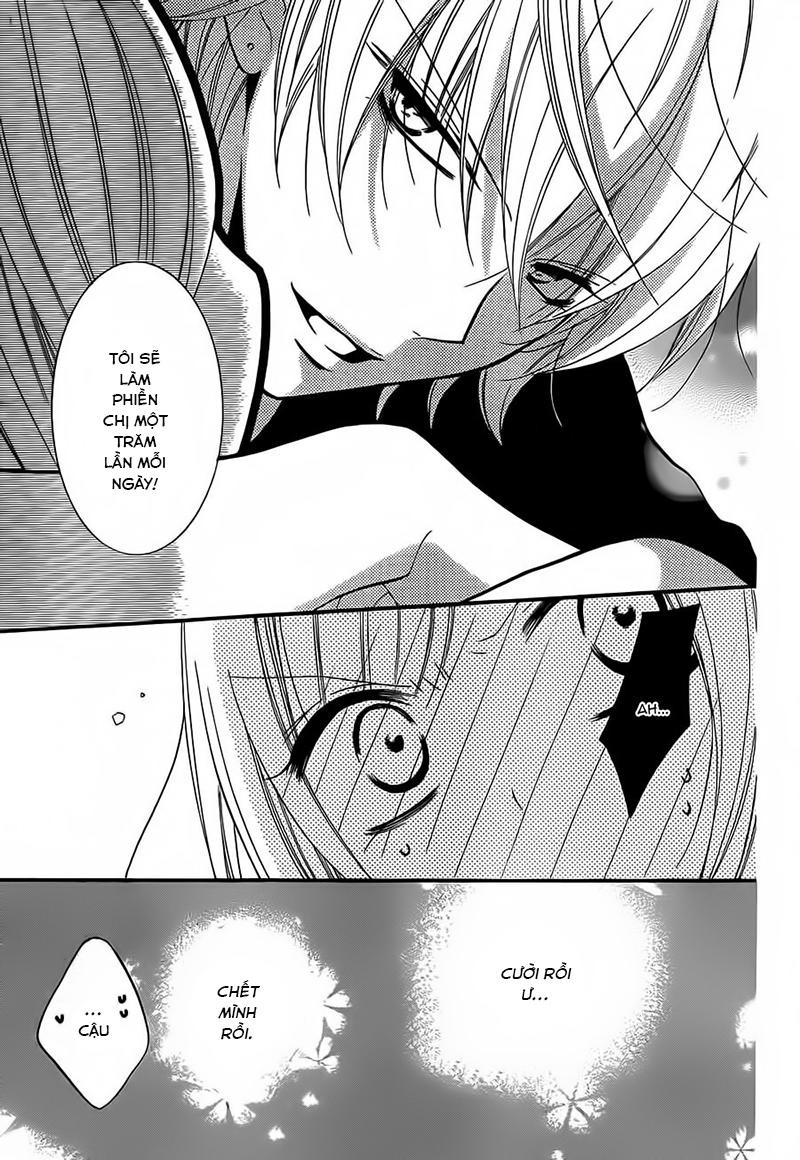 TÔI SẼ
LÀM
PHIỀN
CHỊ MỘT
TRĂM
LẦN MỖI
NGÀY!
AH...
CƯỜI RỒI
Ư...
CHẾT
MÌNH
RỒI.
...
CẬU